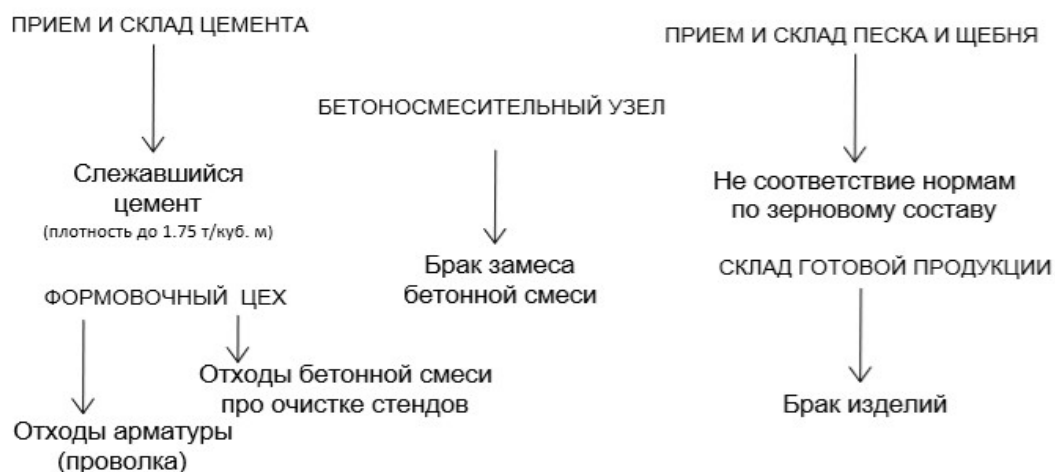 ПРИЕМ И СКЛАД ЦЕМЕНТА
ПРИЕМ И СКЛАД ПЕСКА И ЩЕБНЯ
БЕТОНОСМЕСИТЕЛЬНЫЙ УЗЕЛ
Слежавшийся
цемент
(плотность до 1.75 т/куб. м)
Не соответствие нормам
по зерновому составу
Брак замеса
бетонной смеси
СКЛАД ГОТОВОЙ ПРОДУКЦИИ
ФОРМОВОЧНЫЙ ЦЕХ
Отходы бетонной смеси
про очистке стендов
Брак изделий
Отходы арматуры
(проволка)